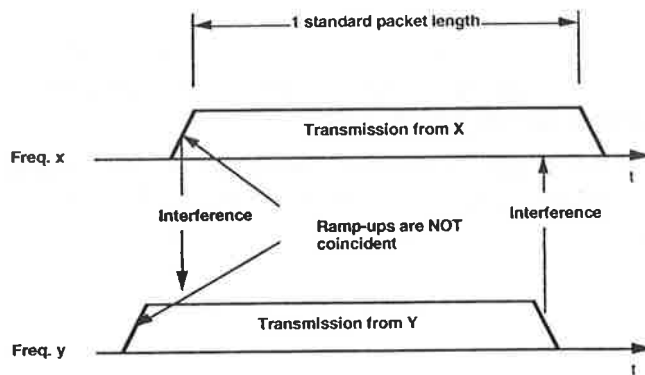 1 standard packet length
Transmission from X
Freq. x
t
Interference
Interference
Ramp-ups are NOT
coincident
Transmission from Y
Freq. y
t